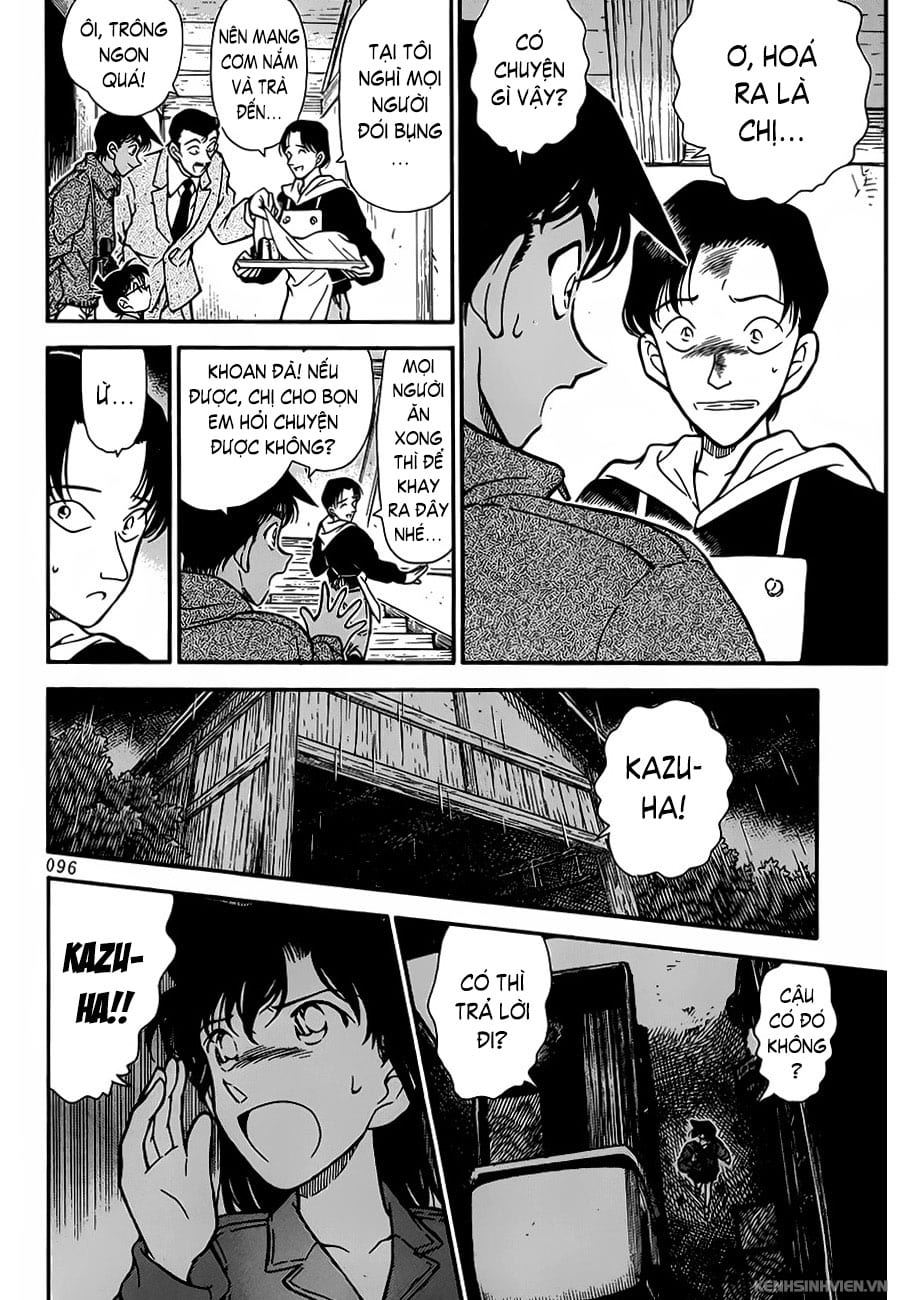 Ơ, HOÁ
RA LÀ
CHỊ...
CÓ
CHUYỆN
GÌ VẬY?
TẠI TÔI
NGHĨ MỌI
NGƯỜI
ĐÓI BỤNG
...
NÊN MANG
CƠM NẮM
VÀ TRÀ
ĐẾN...
ÔI, TRÔNG
NGON
QUÁ!
MỌI
NGƯỜI
ĂN
XONG
THÌ ĐỂ
KHAY
RA ĐÂY
NHÉ...
KHOAN ĐÃ! NẾU
ĐƯỢC, CHỊ CHO BỌN
EM HỎI CHUYỆN
ĐƯỢC KHÔNG?
Ừ...
KAZU-
HA!
096
CẬU
CÓ ĐÓ
KHÔNG
?
CÓ THÌ
TRẢ LỜI
ĐI?
KAZU-
HA!!
KENHSINHVIEN.VN